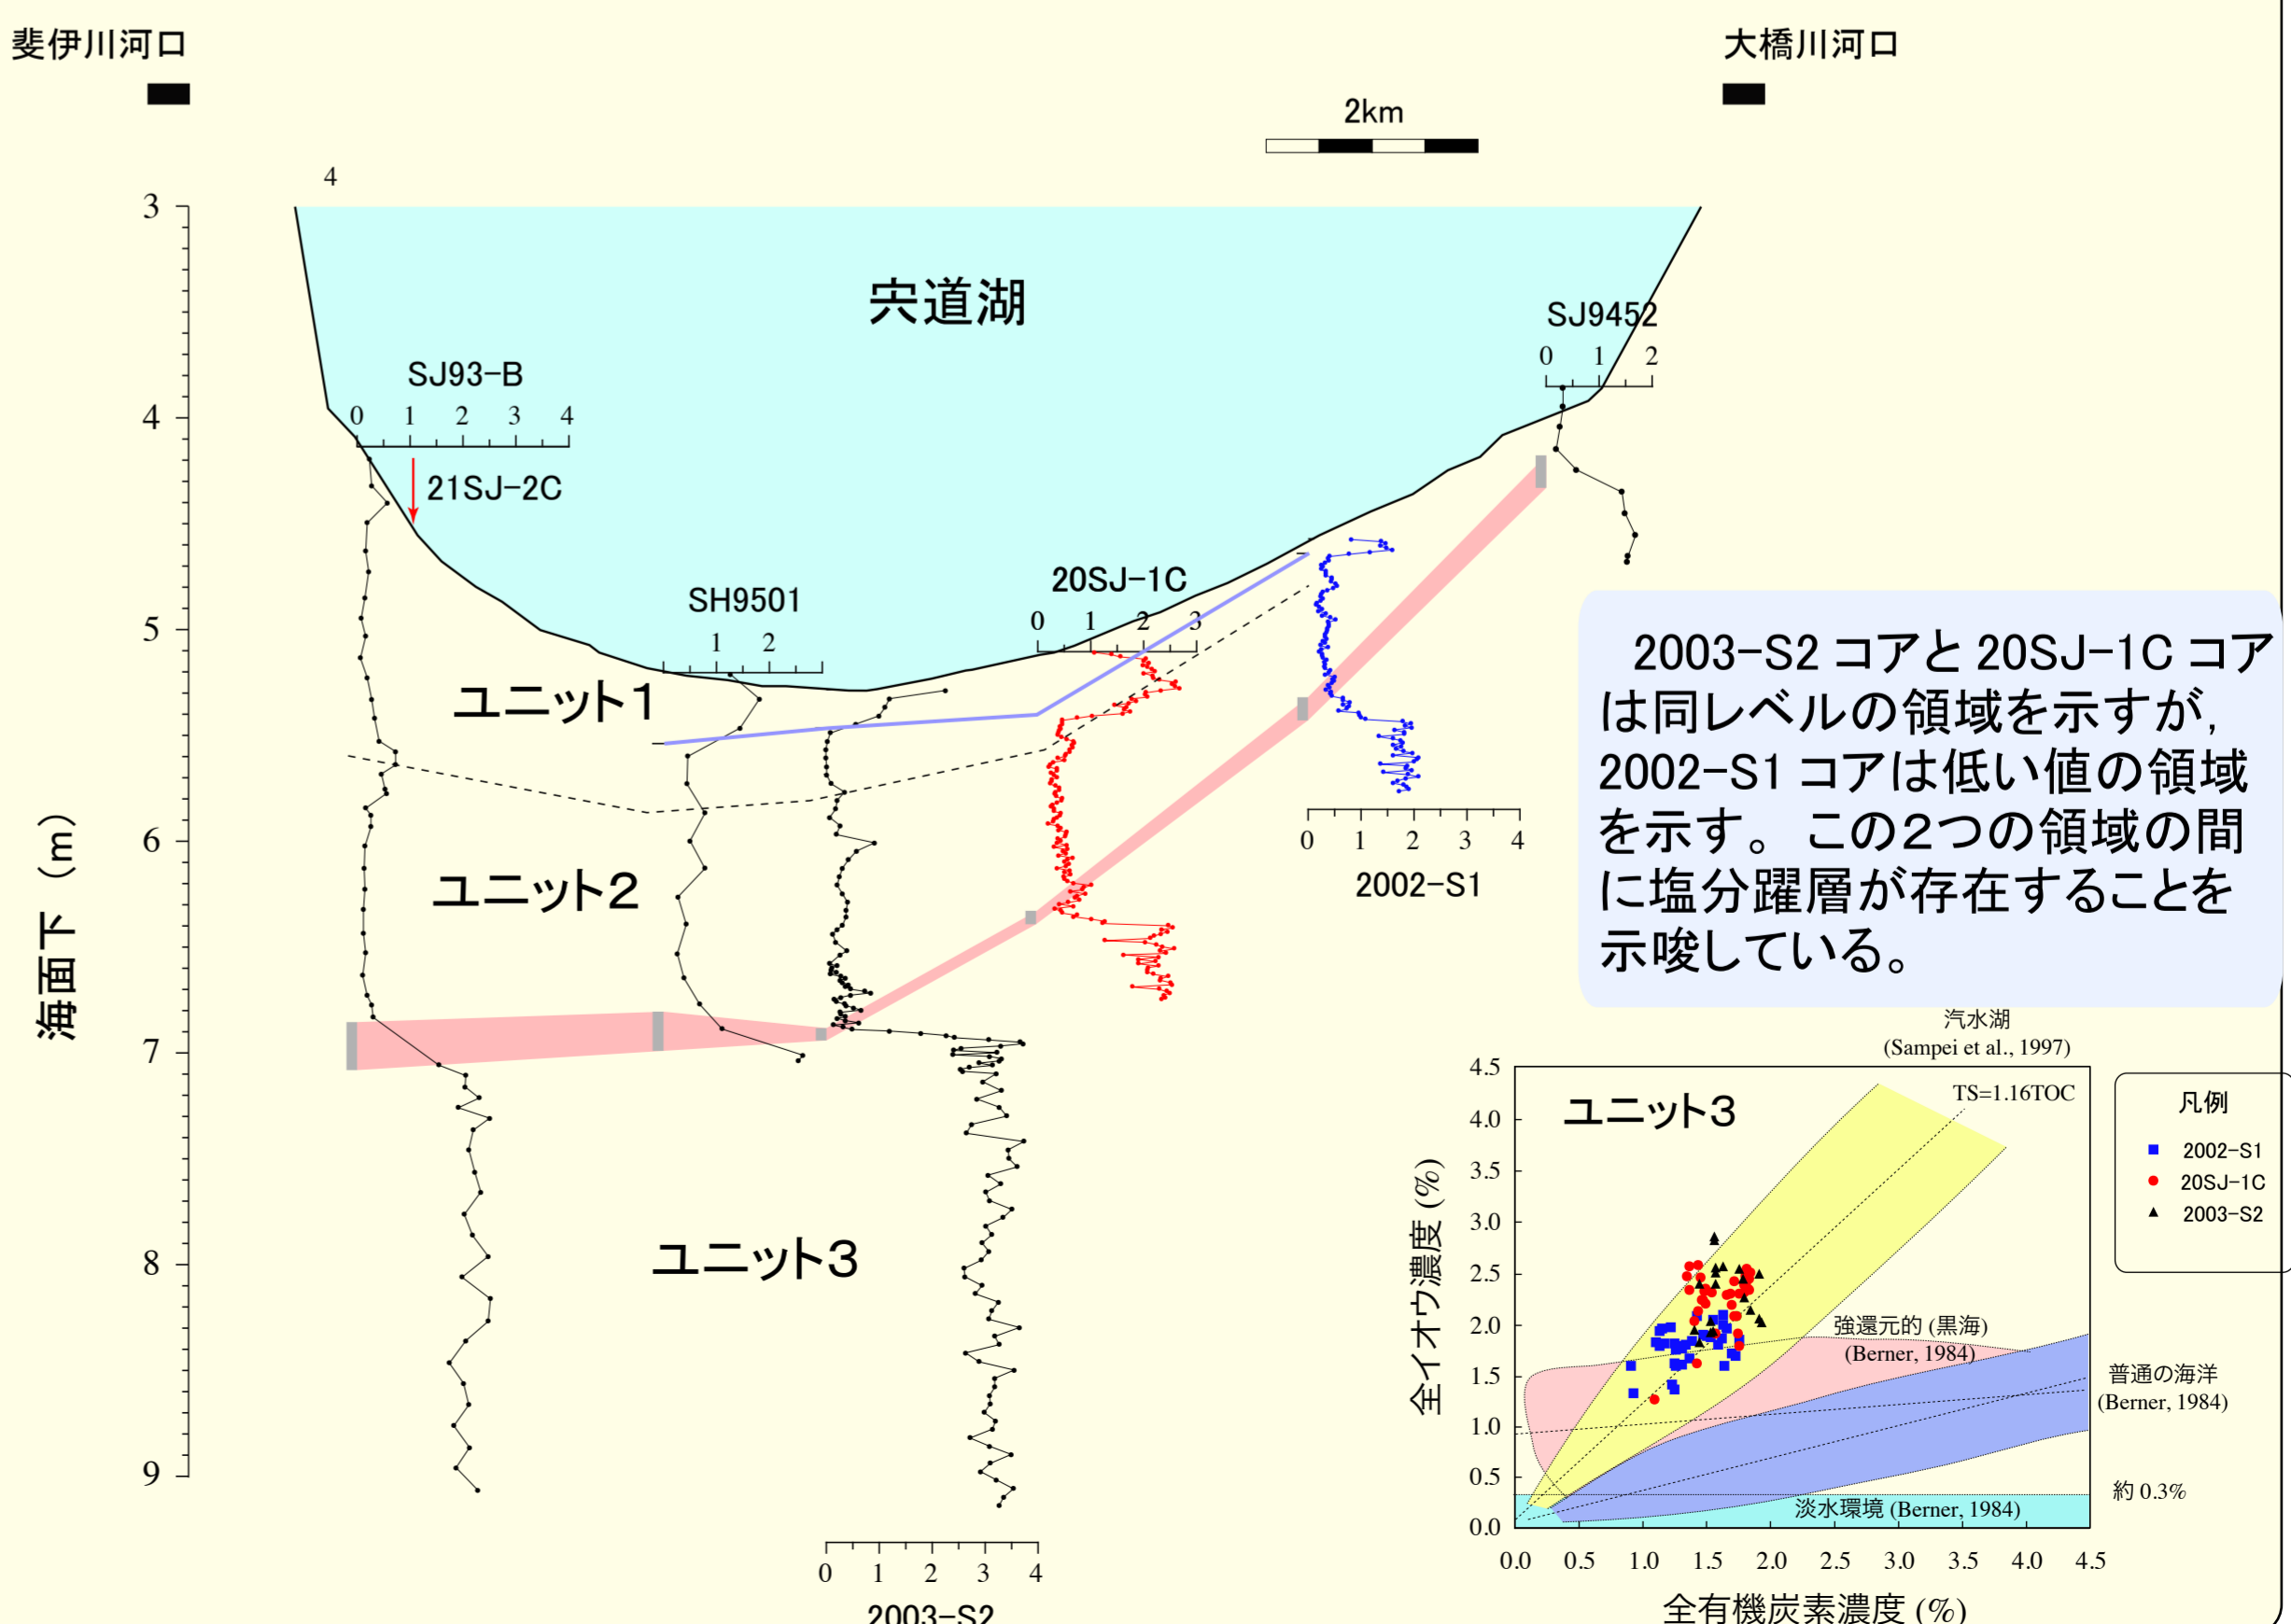 斐伊川河口
大橋川河口
2km
4
3
4
5
6
7
8
9
海面下 (m)
宍道湖
SJ93-B
0 1 2 3 4
21SJ-2C
SH9501
1 2
20SJ-1C
0 1 2 3
SJ9452
0 1 2
ユニット1
ユニット2
ユニット3
0 1 2 3 4
2002-S1
0 1 2 3 4
2003-S2
2003-S2 コアと 20SJ-1C コア
は同レベルの領域を示すが,
2002-S1 コアは低い値の領域
を示す。この2つの領域の間
に塩分躍層が存在することを
示唆している。
汽水湖
(Sampei et al., 1997)
ユニット3
TS=1.16TOC
4.5
4.0
3.5
3.0
2.5
2.0
1.5
1.0
0.5
0.0
全イオウ濃度 (%)
強還元的 (黒海)
(Berner, 1984)
普通の海洋
(Berner, 1984)
約 0.3%
淡水環境 (Berner, 1984)
0.0 0.5 1.0 1.5 2.0 2.5 3.0 3.5 4.0 4.5
全有機炭素濃度 (%)
凡例
2002-S1
20SJ-1C
2003-S2